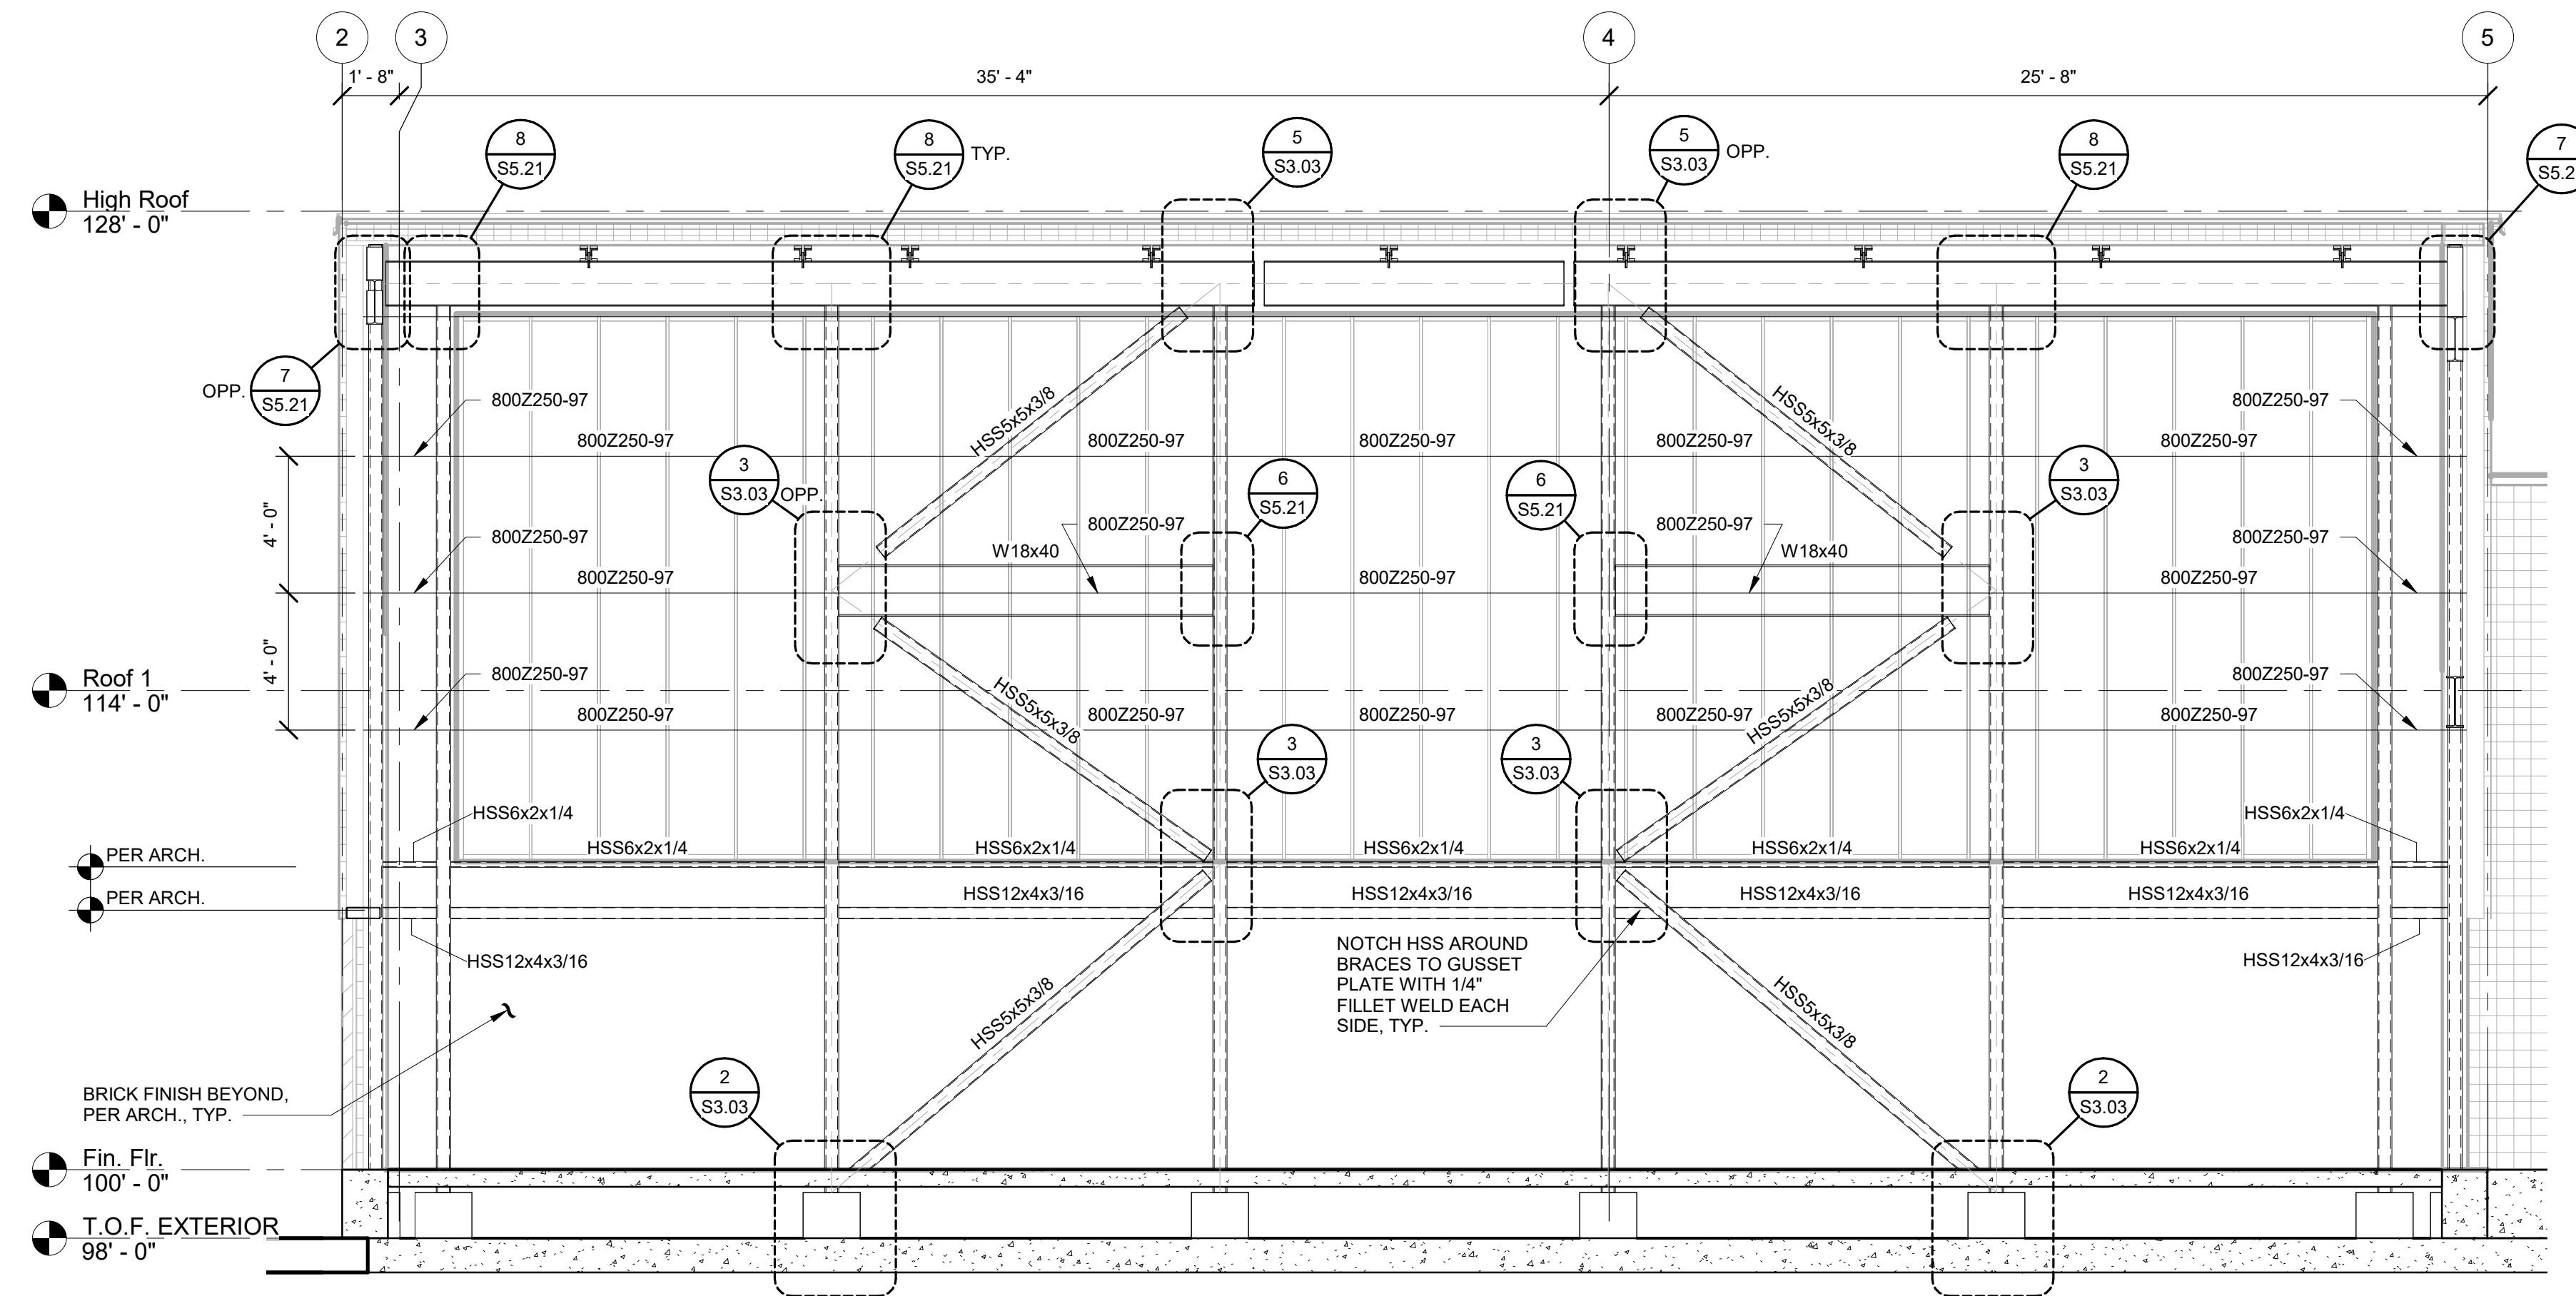 2
3
4
5
1' - 8"
35' - 4"
25' - 8"
8
S5.21
8
S5.21
TYP.
5
S3.03
5
S3.03
OPP.
8
S5.21
7
High Roof
128' - 0"
OPP.
7
S5.21
800Z250-97
HSS5x5x3/8
HSS5x5x3/8
800Z250-97
800Z250-97
800Z250-97
800Z250-97
800Z250-97
800Z250-97
3
S3.03
OPP.
6
S5.21
6
S5.21
3
S3.03
4' - 0"
800Z250-97
800Z250-97
800Z250-97
800Z250-97
W18x40
W18x40
800Z250-97
800Z250-97
800Z250-97
4' - 0"
Roof 1
114' - 0"
800Z250-97
HSS5x5x3/8
HSS5x5x3/8
800Z250-97
800Z250-97
800Z250-97
800Z250-97
800Z250-97
800Z250-97
3
S3.03
3
S3.03
HSS6x2x1/4
HSS6x2x1/4
PER ARCH.
HSS6x2x1/4
HSS6x2x1/4
HSS6x2x1/4
HSS6x2x1/4
HSS6x2x1/4
PER ARCH.
HSS12x4x3/16
HSS12x4x3/16
HSS12x4x3/16
HSS12x4x3/16
HSS12x4x3/16
HSS12x4x3/16
NOTCH HSS AROUND
BRACES TO GUSSET
PLATE WITH 1/4"
FILLET WELD EACH
SIDE, TYP.
HSS5x5x3/8
HSS5x5x3/8
BRICK FINISH BEYOND,
PER ARCH., TYP.
2
S3.03
2
S3.03
Fin. Flr.
100' - 0"
T.O.F. EXTERIOR
98' - 0"